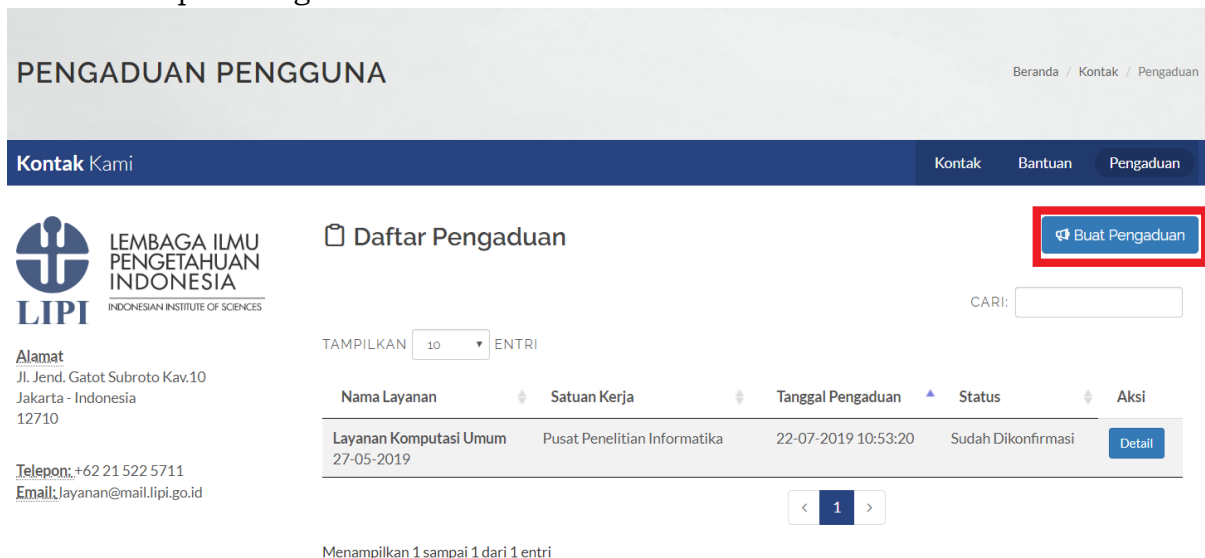 PENGADUAN PENGGUNA
Beranda / Kontak / Pengaduan
Kontak Kami
Kontak Bantuan Pengaduan
LIPI
LEMBAGA ILMU
PENGETAHUAN
INDONESIA
INDONESIAN INSTITUTE OF SCIENCES
Alamat
Jl. Jend. Gatot Subroto Kav.10
Jakarta - Indonesia
12710
Telepon: +62 21 522 5711
Email: layanan@mail.lipi.go.id
Daftar Pengaduan
Buat Pengaduan
CARI:
TAMPILKAN 10 ENTRI
Nama Layanan Satuan Kerja Tanggal Pengaduan Status Aksi
Layanan Komputasi Umum Pusat Penelitian Informatika 22-07-2019 10:53:20 Sudah Dikonfirmasi Detail
27-05-2019
< 1 >
Menampilkan 1 sampai 1 dari 1 entri